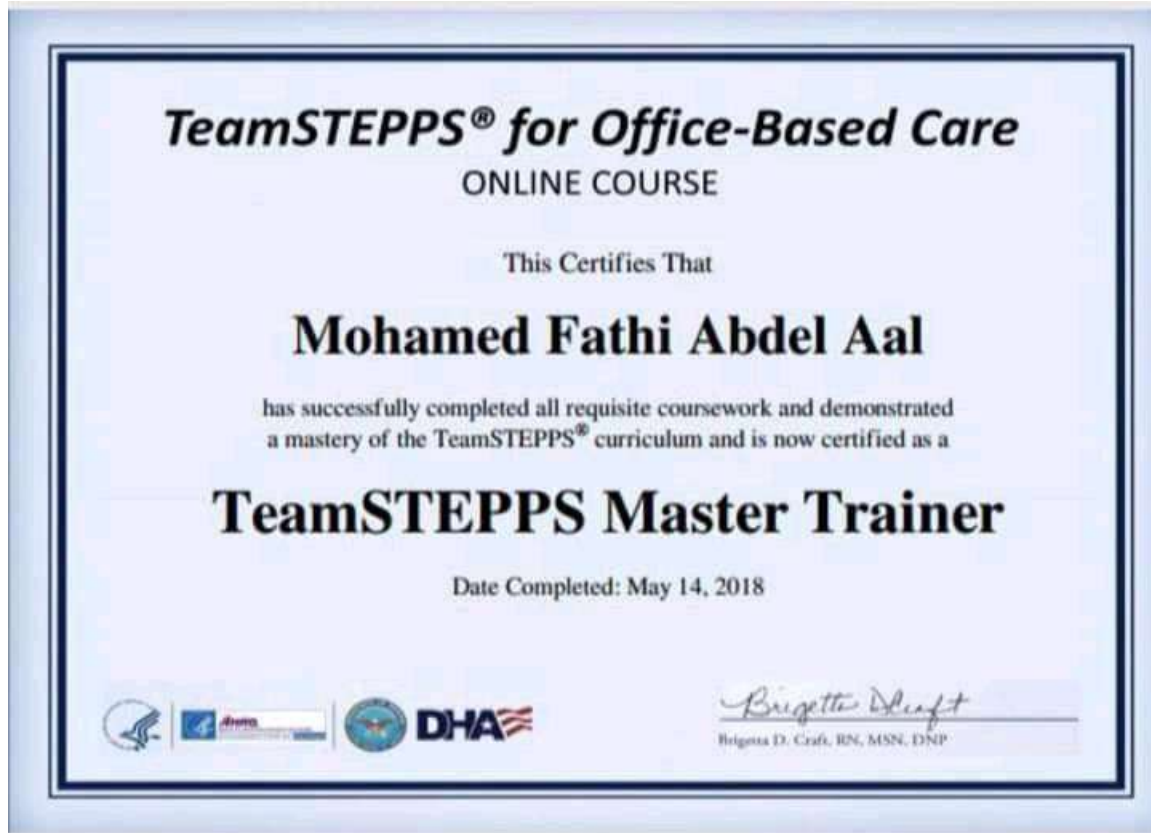 TeamSTEPPS® for Office-Based Care
ONLINE COURSE
This Certifies That
Mohamed Fathi Abdel Aal
has successfully completed all requisite coursework and demonstrated
a mastery of the TeamSTEPPS® curriculum and is now certified as a
TeamSTEPPS Master Trainer
Date Completed: May 14, 2018
DHA
Brigetta D. Craft, RN, MSN, DNP